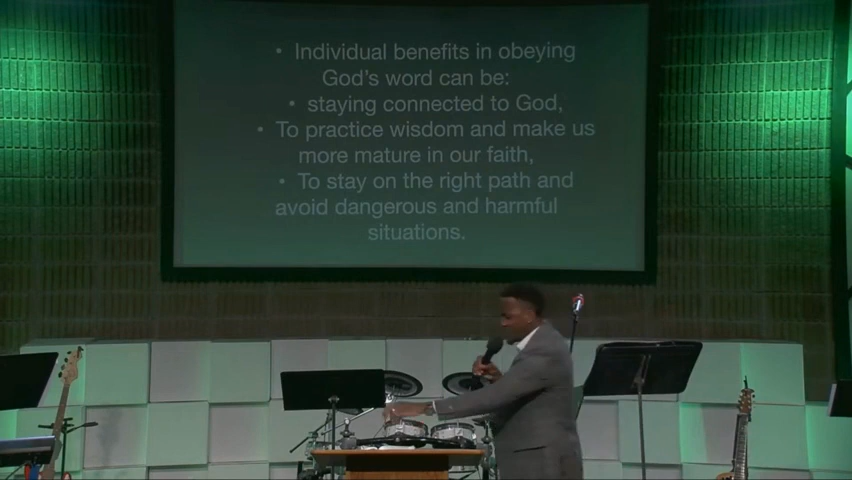 • Individual benefits in obeying
God's word can be:
• staying connected to God,
• To practice wisdom and make us
more mature in our faith,
• To stay on the right path and
avoid dangerous and harmful
situations.